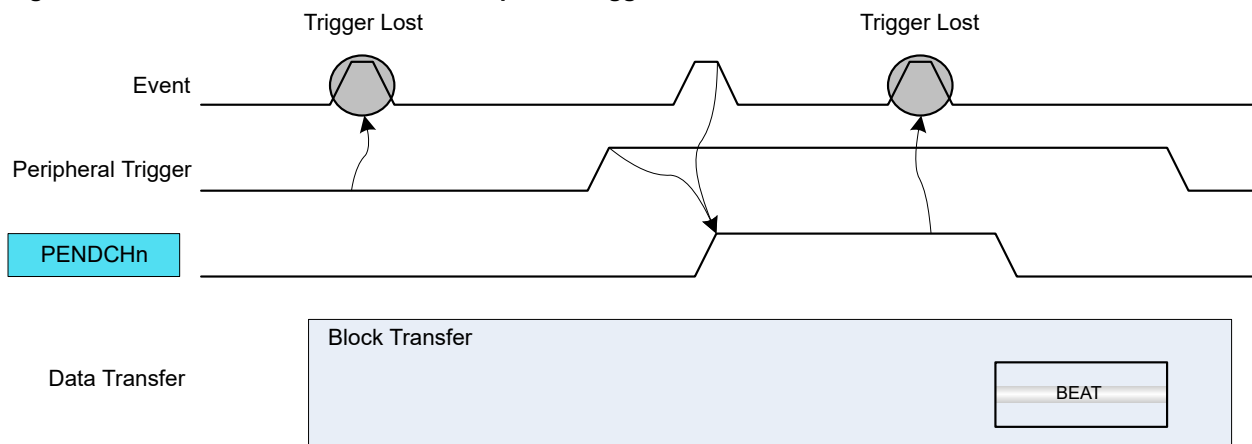 Trigger Lost Trigger Lost
Event
Peripheral Trigger
PENDCHn
Block Transfer
Data Transfer
BEAT